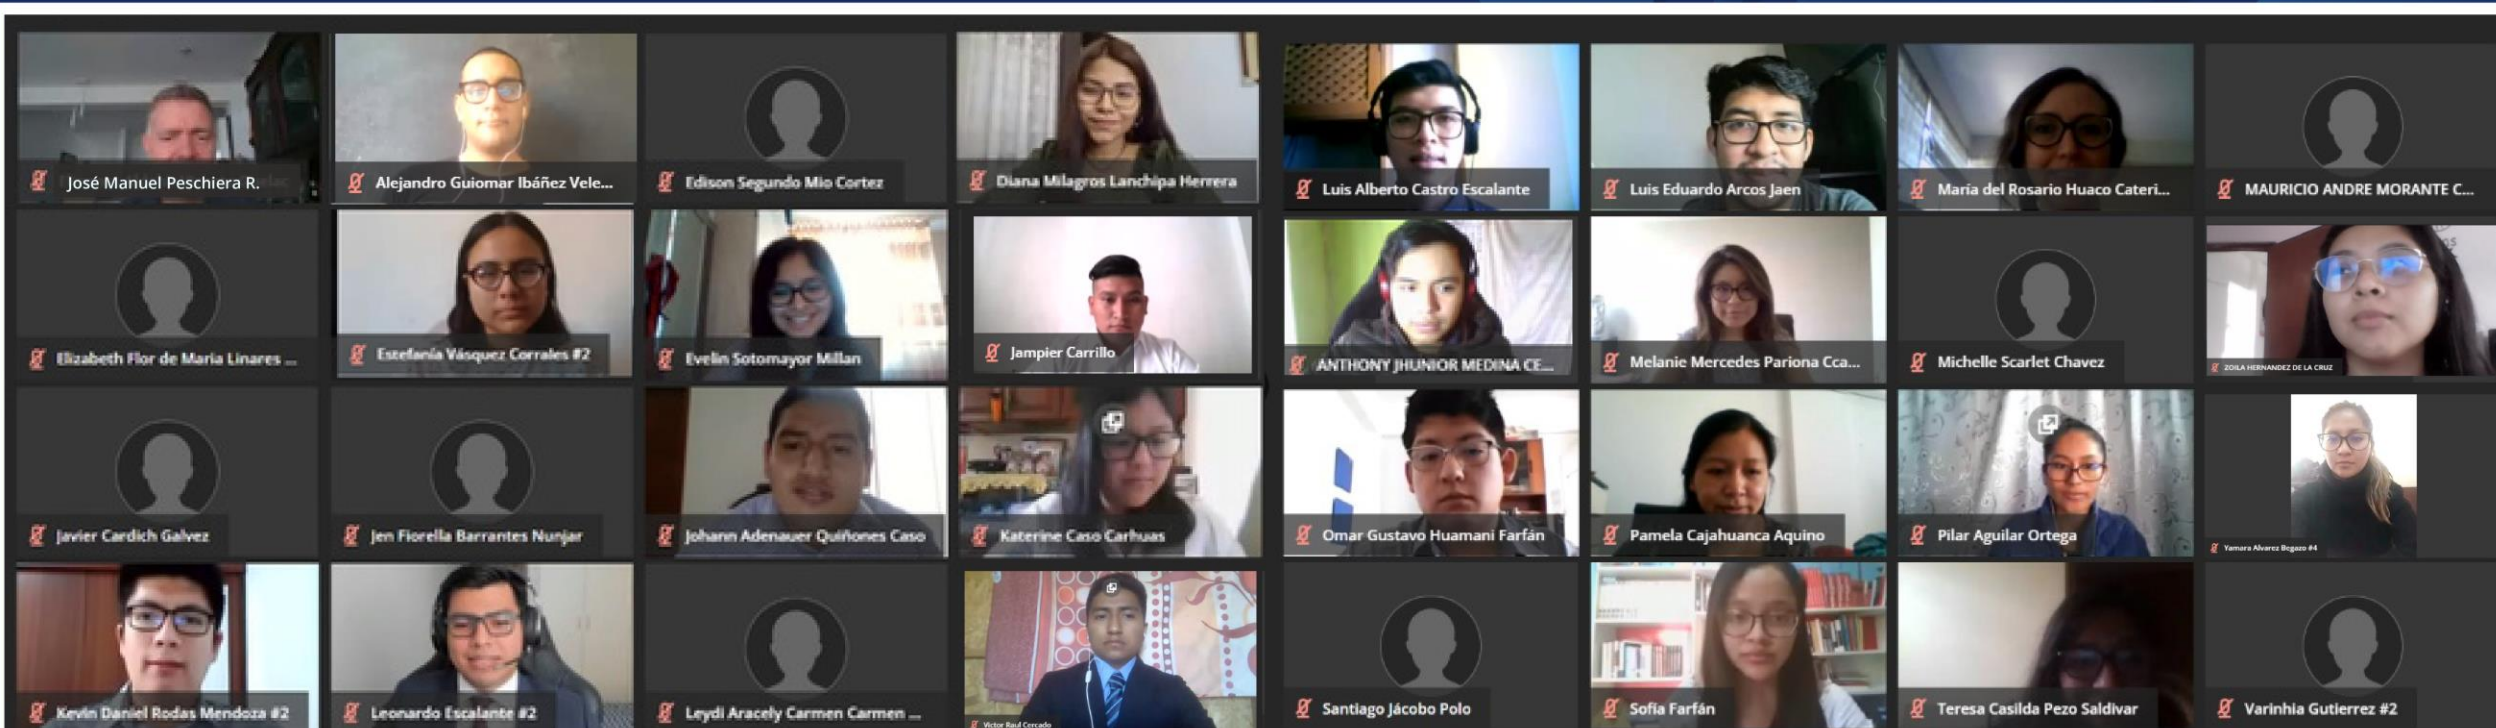 José Manuel Peschiera R.
Alejandro Guiomar Ibáñez Vele...
Edison Segundo Mio Cortez
Diana Milagros Lanchipa Herrera
Luis Alberto Castro Escalante
Luis Eduardo Arcos Jaen
María del Rosario Huaco Cateri...
MAURICIO ANDRE MORANTE C...
Elizabeth Flor de Maria Linares ...
Estefanía Vásquez Corrales #2
Evelin Sotomayor Millan
Jampier Carrillo
ANTHONY JHUNIOR MEDINA CE...
Melanie Mercedes Pariona Cca...
Michelle Scarlet Chavez
ZOILA HERNANDEZ DE LA CRUZ
Javier Cardich Galvez
Jen Fiorella Barrantes Nunjar
Johann Adenauer Quiñones Caso
Katerine Caso Carhuas
Omar Gustavo Huamani Farfán
Pamela Cajahuanca Aquino
Pilar Aguilar Ortega
Yamara Alvarez Begazo #4
Kevin Daniel Rodas Mendoza #2
Leonardo Escalante #2
Leydi Aracely Carmen Carmen ...
Victor Raul Cercado
Santiago Jácobo Polo
Sofía Farfán
Teresa Casilda Pezo Saldivar
Varinhia Gutierrez #2